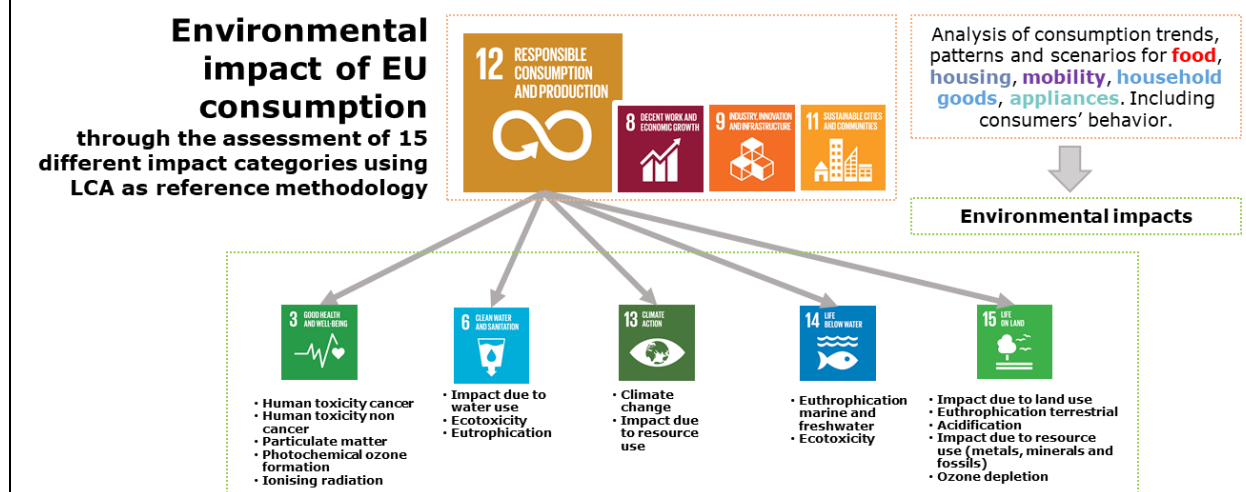 Environmental
impact of EU
consumption
through the assessment of 15
different impact categories using
LCA as reference methodology
12 RESPONSIBLE
CONSUMPTION
AND PRODUCTION
8 DECENT WORK AND
ECONOMIC GROWTH
9 INDUSTRY, INNOVATION
AND INFRASTRUCTURE
11 SUSTAINABLE CITIES
AND COMMUNITIES
Analysis of consumption trends,
patterns and scenarios for food,
housing, mobility, household
goods, appliances. Including
consumers' behavior.
Environmental impacts
3 GOOD HEALTH
AND WELL-BEING
• Human toxicity cancer
• Human toxicity non
cancer
• Particulate matter
• Photochemical ozone
formation
• Ionising radiation
6 CLEAN WATER
AND SANITATION
• Impact due to
water use
• Ecotoxicity
• Eutrophication
13 CLIMATE
ACTION
• Climate
change
• Impact due
to resource
use
14 LIFE
BELOW WATER
• Euthrophication
marine and
freshwater
• Ecotoxicity
15 LIFE
ON LAND
• Impact due to land use
• Euthrophication terrestrial
• Acidification
• Impact due to resource
use (metals, minerals and
fossils)
• Ozone depletion